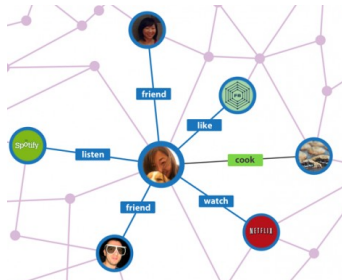 friend
like
Spotify
listen
cook
friend
watch
NETFLIX